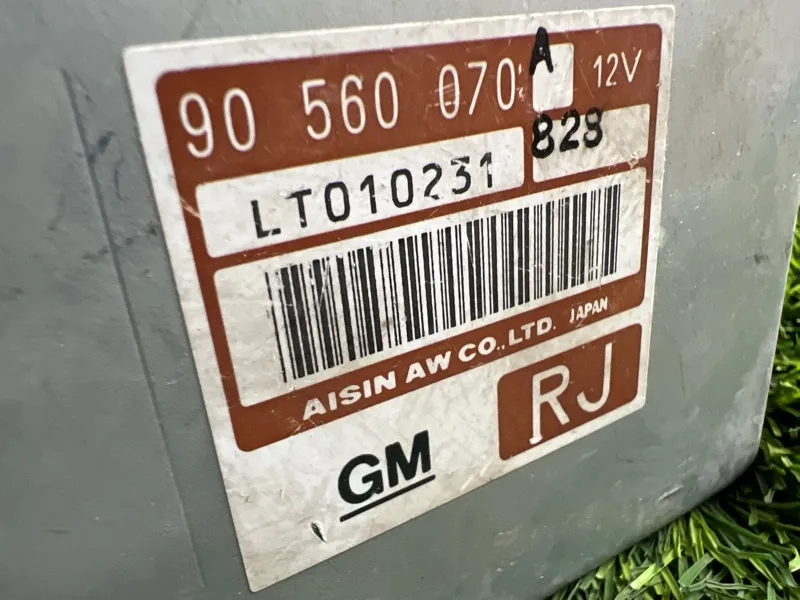 90 560 070 A 12V
LT010231 828
AISIN AW CO.,LTD. JAPAN
GM RJ